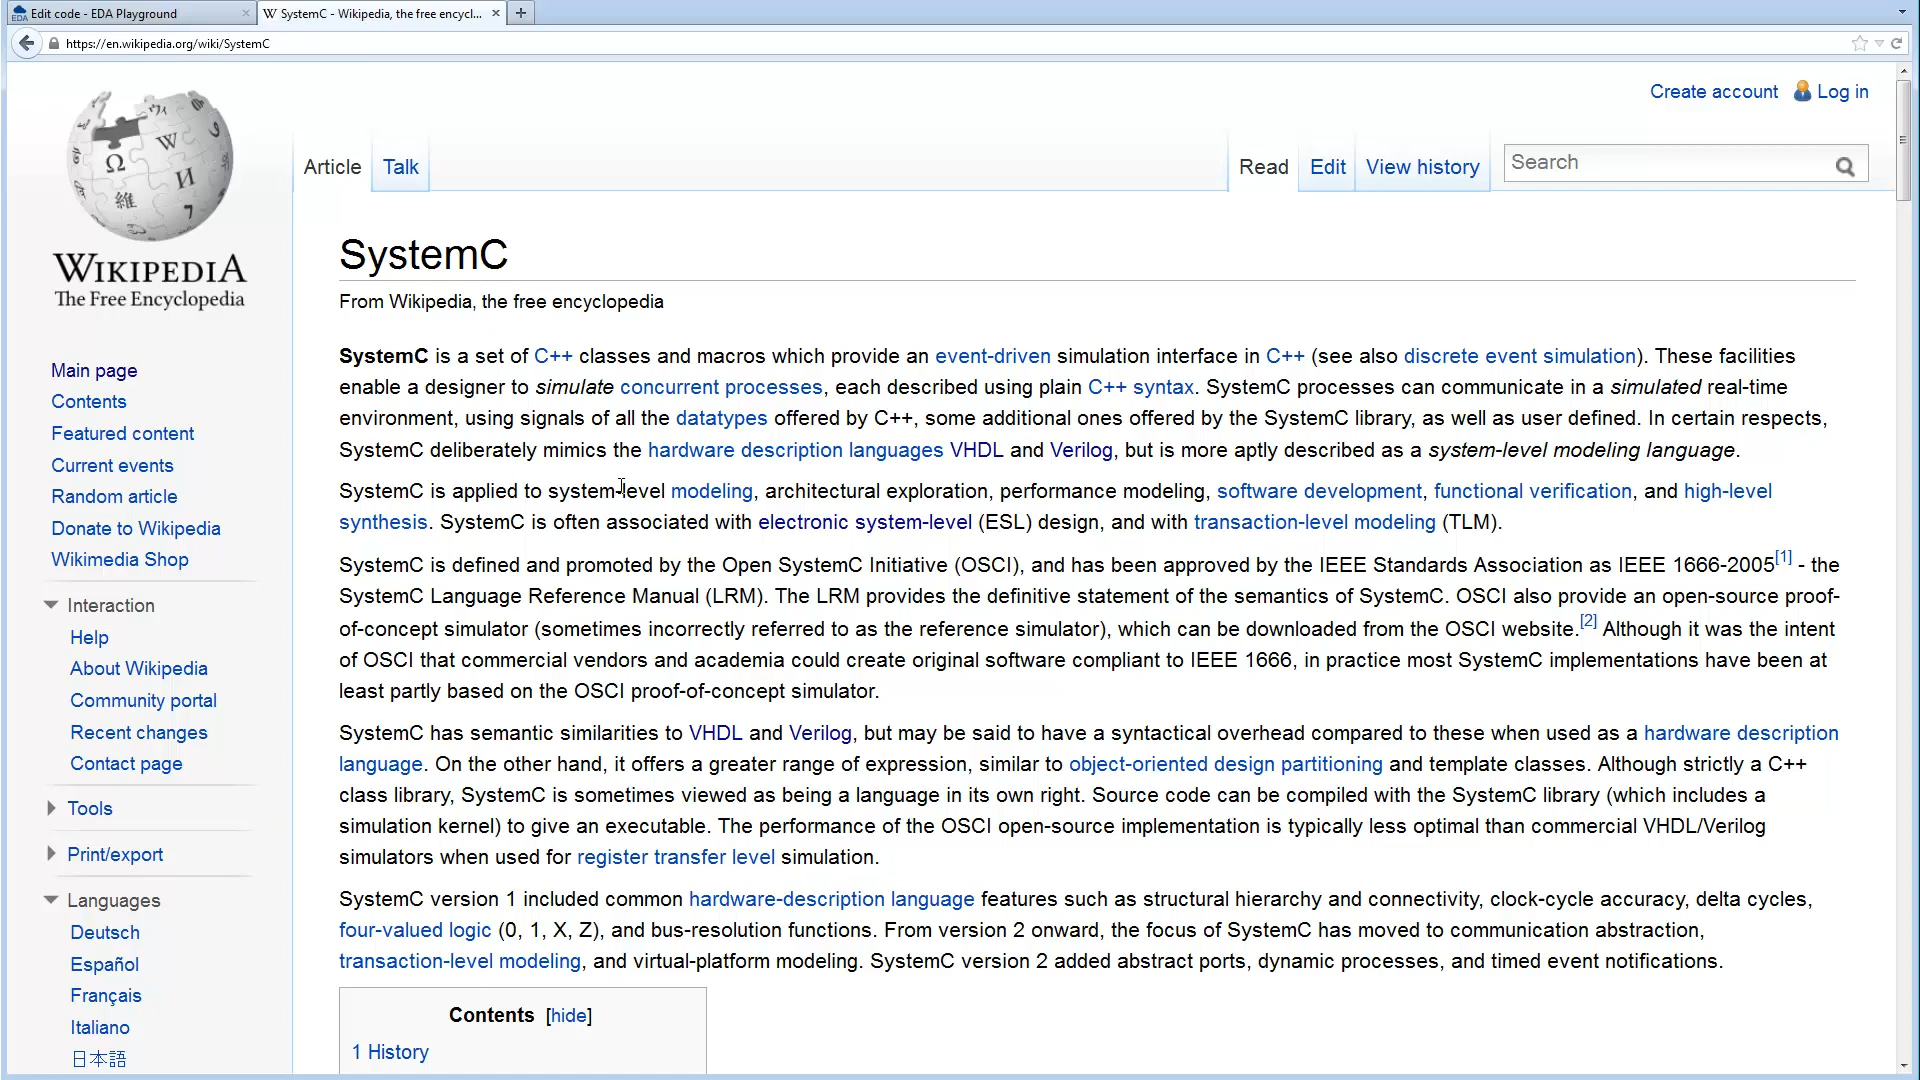 Edit code - EDA Playground
W SystemC - Wikipedia, the free encycl...
https://en.wikipedia.org/wiki/SystemC
Create account Log in
Article Talk Read Edit View history Search
WIKIPEDIA
The Free Encyclopedia
Main page
Contents
Featured content
Current events
Random article
Donate to Wikipedia
Wikimedia Shop
Interaction
Help
About Wikipedia
Community portal
Recent changes
Contact page
Tools
Print/export
Languages
Deutsch
Español
Français
Italiano
日本語
SystemC
From Wikipedia, the free encyclopedia
SystemC is a set of C++ classes and macros which provide an event-driven simulation interface in C++ (see also discrete event simulation). These facilities
enable a designer to simulate concurrent processes, each described using plain C++ syntax. SystemC processes can communicate in a simulated real-time
environment, using signals of all the datatypes offered by C++, some additional ones offered by the SystemC library, as well as user defined. In certain respects,
SystemC deliberately mimics the hardware description languages VHDL and Verilog, but is more aptly described as a system-level modeling language.
SystemC is applied to system-level modeling, architectural exploration, performance modeling, software development, functional verification, and high-level
synthesis. SystemC is often associated with electronic system-level (ESL) design, and with transaction-level modeling (TLM).
SystemC is defined and promoted by the Open SystemC Initiative (OSCI), and has been approved by the IEEE Standards Association as IEEE 1666-2005[1] - the
SystemC Language Reference Manual (LRM). The LRM provides the definitive statement of the semantics of SystemC. OSCI also provide an open-source proof-
of-concept simulator (sometimes incorrectly referred to as the reference simulator), which can be downloaded from the OSCI website.[2] Although it was the intent
of OSCI that commercial vendors and academia could create original software compliant to IEEE 1666, in practice most SystemC implementations have been at
least partly based on the OSCI proof-of-concept simulator.
SystemC has semantic similarities to VHDL and Verilog, but may be said to have a syntactical overhead compared to these when used as a hardware description
language. On the other hand, it offers a greater range of expression, similar to object-oriented design partitioning and template classes. Although strictly a C++
class library, SystemC is sometimes viewed as being a language in its own right. Source code can be compiled with the SystemC library (which includes a
simulation kernel) to give an executable. The performance of the OSCI open-source implementation is typically less optimal than commercial VHDL/Verilog
simulators when used for register transfer level simulation.
SystemC version 1 included common hardware-description language features such as structural hierarchy and connectivity, clock-cycle accuracy, delta cycles,
four-valued logic (0, 1, X, Z), and bus-resolution functions. From version 2 onward, the focus of SystemC has moved to communication abstraction,
transaction-level modeling, and virtual-platform modeling. SystemC version 2 added abstract ports, dynamic processes, and timed event notifications.
Contents [hide]
1 History